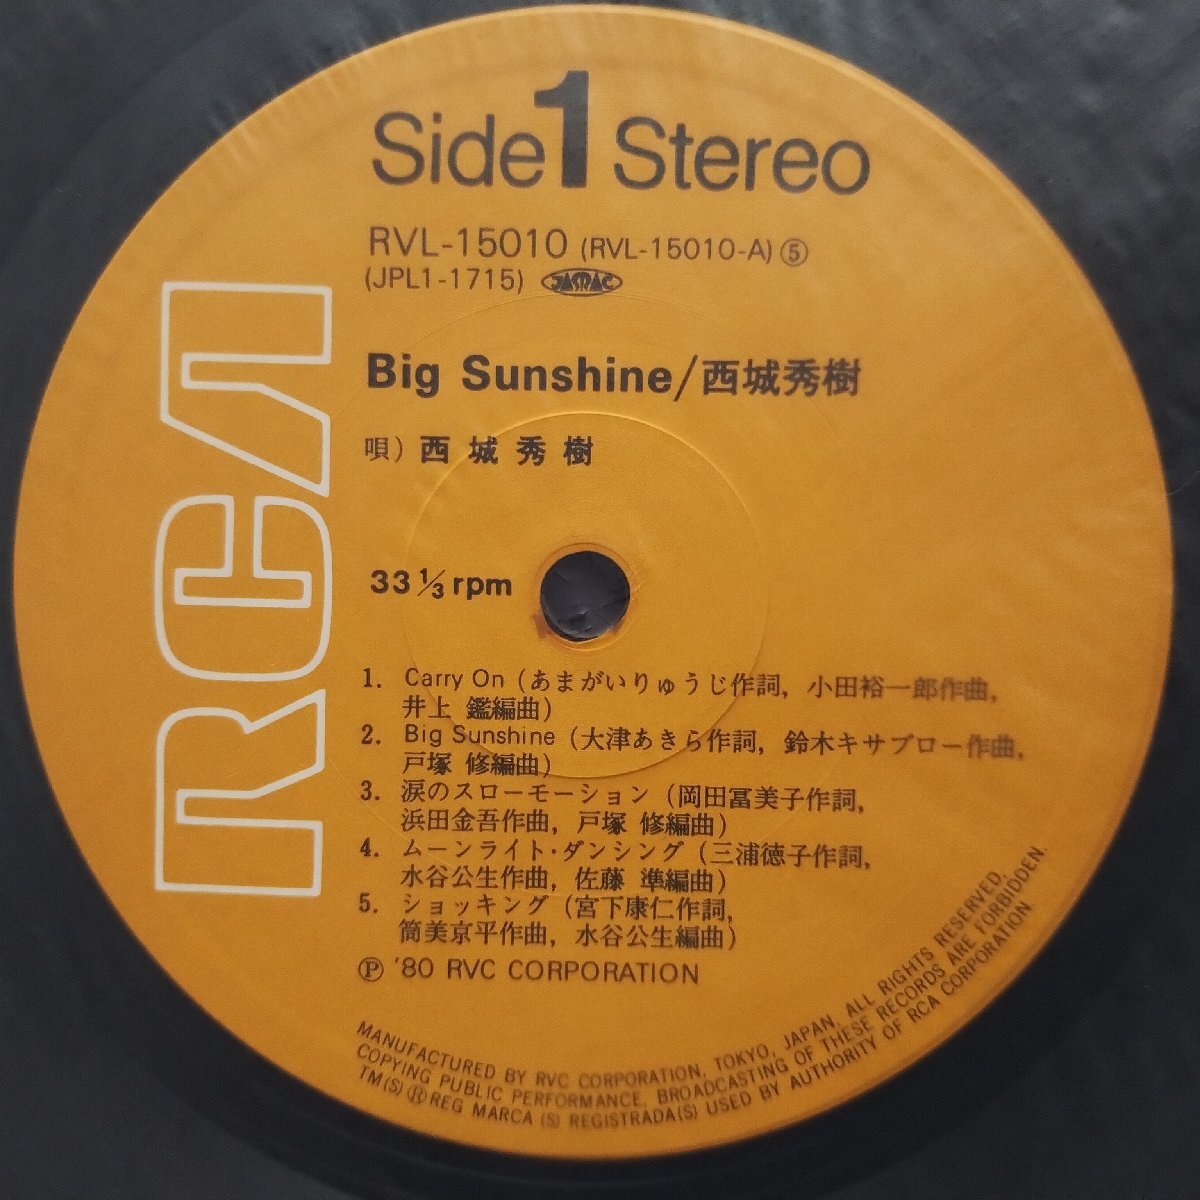 Side 1 Stereo
RVL-15010 (RVL-15010-A) ⑤
(JPL1-1715) JASRAC
RCA
Big Sunshine/西城秀樹
唄) 西城秀樹
33 1/3 rpm
1. Carry On (あまがいりゅうじ作詞, 小田裕一郎作曲,
井上 鑑編曲)
2. Big Sunshine (大津あきら作詞, 鈴木キサブロー作曲,
戸塚 修編曲)
3. 涙のスローモーション (岡田冨美子作詞,
浜田金吾作曲, 戸塚 修編曲)
4. ムーンライト・ダンシング (三浦徳子作詞,
水谷公生作曲, 佐藤 準編曲)
5. ショッキング (宮下康仁作詞,
筒美京平作曲, 水谷公生編曲)
Ⓟ '80 RVC CORPORATION
MANUFACTURED BY RVC CORPORATION, TOKYO, JAPAN, ALL RIGHTS RESERVED,
COPYING PUBLIC PERFORMANCE, BROADCASTING OF THESE RECORDS ARE FORBIDDEN
TM(S) ® REG MARCA (S) REGISTRADA(S) USED BY AUTHORITY OF RCA CORPORATION